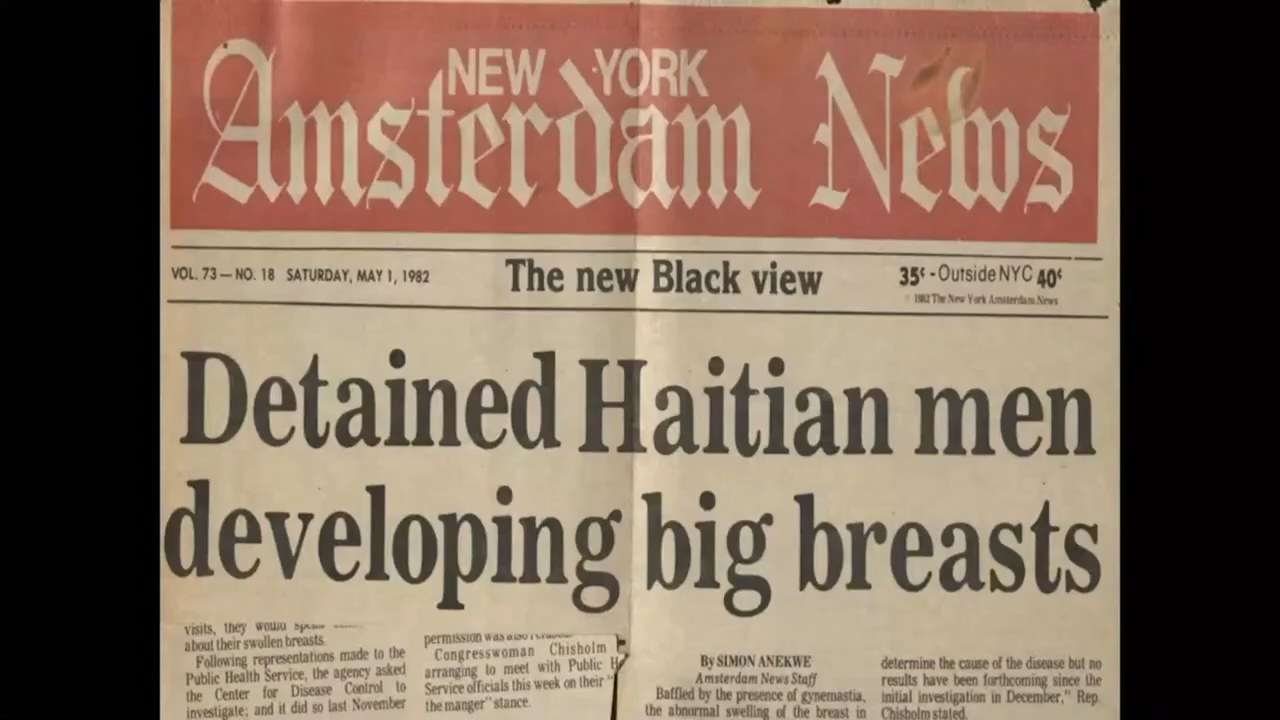 NEW YORK
Amsterdam News
VOL. 73 — NO. 18 SATURDAY, MAY 1, 1982
The new Black view
35¢ - Outside NYC 40¢
1982 The New York Amsterdam News
Detained Haitian men
developing big breasts
visits, they would
about their swollen breasts.
Following representations made to the
Public Health Service, the agency asked
the Center for Disease Control to
investigate; and it did so last November
permission was also
Congresswoman Chisholm
arranging to meet with Public H
Service officials this week on their "
the manger" stance.
By SIMON ANEKWE
Amsterdam News Staff
Baffled by the presence of gynemastia,
the abnormal swelling of the breast in
determine the cause of the disease but no
results have been forthcoming since the
initial investigation in December," Rep.
Chisholm stated.